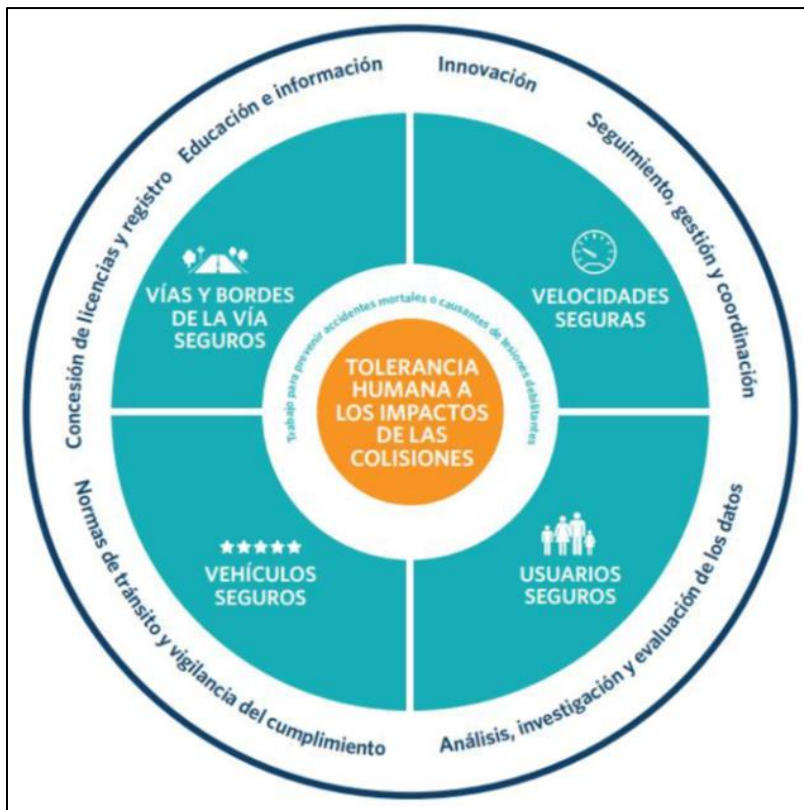 Educación e información
Innovación
Seguimiento, gestión y coordinación
Concesión de licencias y registro
VÍAS Y BORDES
DE LA VÍA
SEGUROS
VELOCIDADES
SEGURAS
Trabajo para prevenir accidentes mortales o causantes de lesiones debilitantes
TOLERANCIA
HUMANA A
LOS IMPACTOS
DE LAS
COLISIONES
VEHÍCULOS
SEGUROS
USUARIOS
SEGUROS
Normas de tránsito y vigilancia del cumplimiento
Análisis, investigación y evaluación de los datos